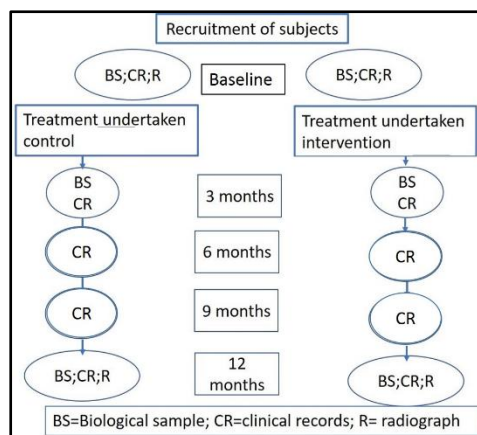 Recruitment of subjects
BS;CR;R
Baseline
BS;CR;R
Treatment undertaken
control
Treatment undertaken
intervention
BS
CR
3 months
BS
CR
CR
6 months
CR
CR
9 months
CR
BS;CR;R
12
months
BS;CR;R
BS=Biological sample; CR=clinical records; R= radiograph